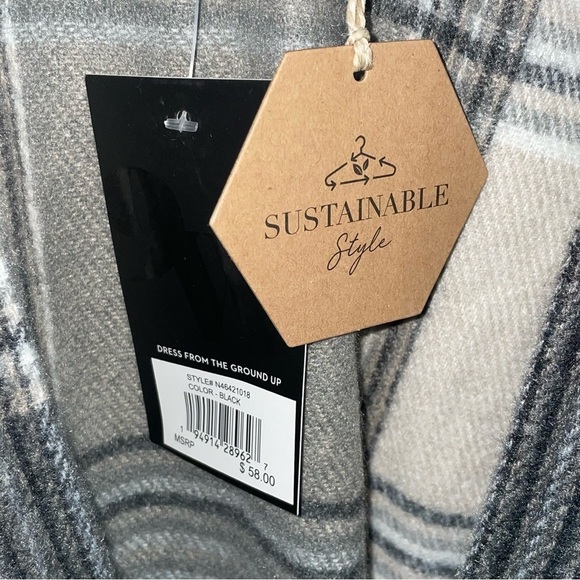 SUSTAINABLE
Style
DRESS FROM THE GROUND UP
STYLE# N46421018
COLOR - BLACK
1 94914 28962 7
MSRP
$ 58.00